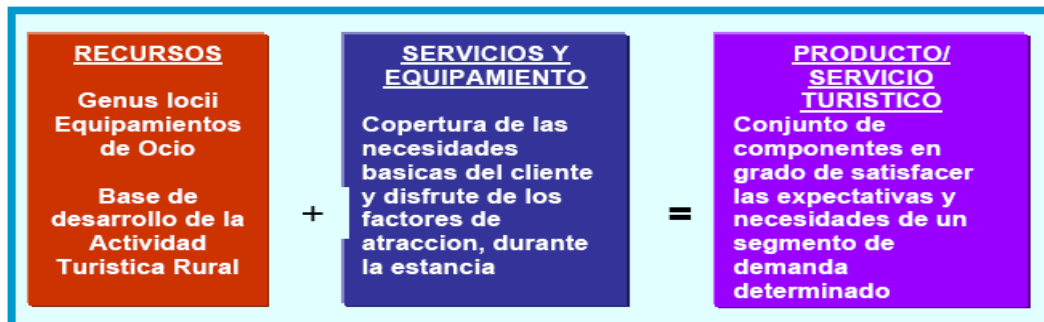 RECURSOS
Genus locii
Equipamientos
de Ocio
Base de
desarrollo de la
Actividad
Turistica Rural
+
SERVICIOS Y
EQUIPAMIENTO
Copertura de las
necesidades
basicas del cliente
y disfrute de los
factores de
atraccion, durante
la estancia
=
PRODUCTO/
SERVICIO
TURISTICO
Conjunto de
componentes en
grado de satisfacer
las expectativas y
necesidades de un
segmento de
demanda
determinado